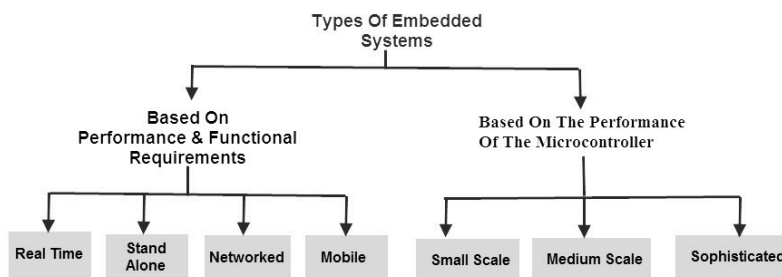 Types Of Embedded
Systems
Based On
Performance & Functional
Requirements
Based On The Performance
Of The Microcontroller
Real Time
Stand
Alone
Networked
Mobile
Small Scale
Medium Scale
Sophisticated